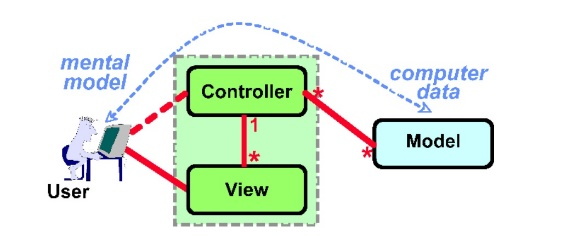 mental
model
computer
data
Controller
*
1
*
*
Model
User
View